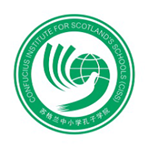 CONFUCIUS INSTITUTE FOR SCOTLAND'S SCHOOLS (CISS)
苏格兰中小学孔子学院